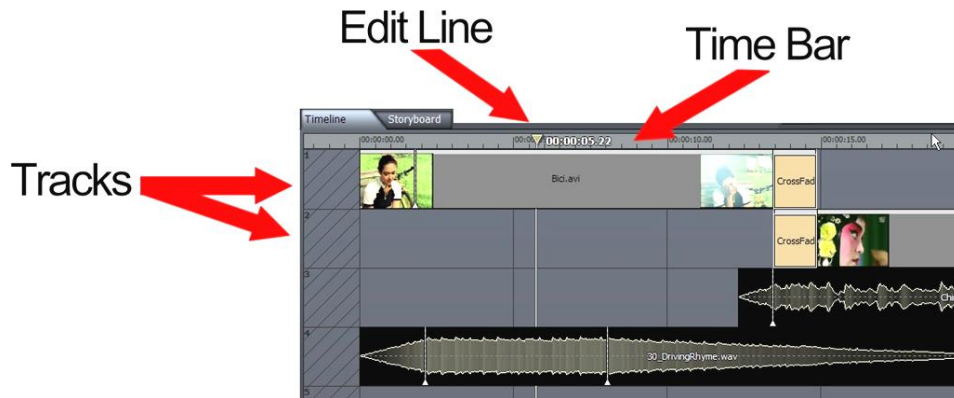 Edit Line
Time Bar
Timeline
Storyboard
00:00:00.00
00:00:05.22
00:00:10.00
00:00:15.00
Tracks
1
Bici.avi
CrossFad
2
CrossFad
3
4
30_DrivingRhyme.wav
5